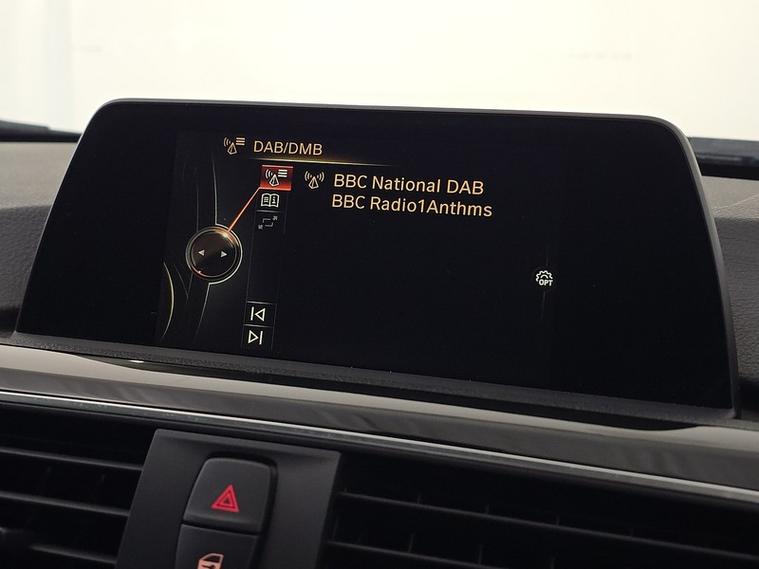 DAB/DMB
BBC National DAB
BBC Radio1Anthms
OPT